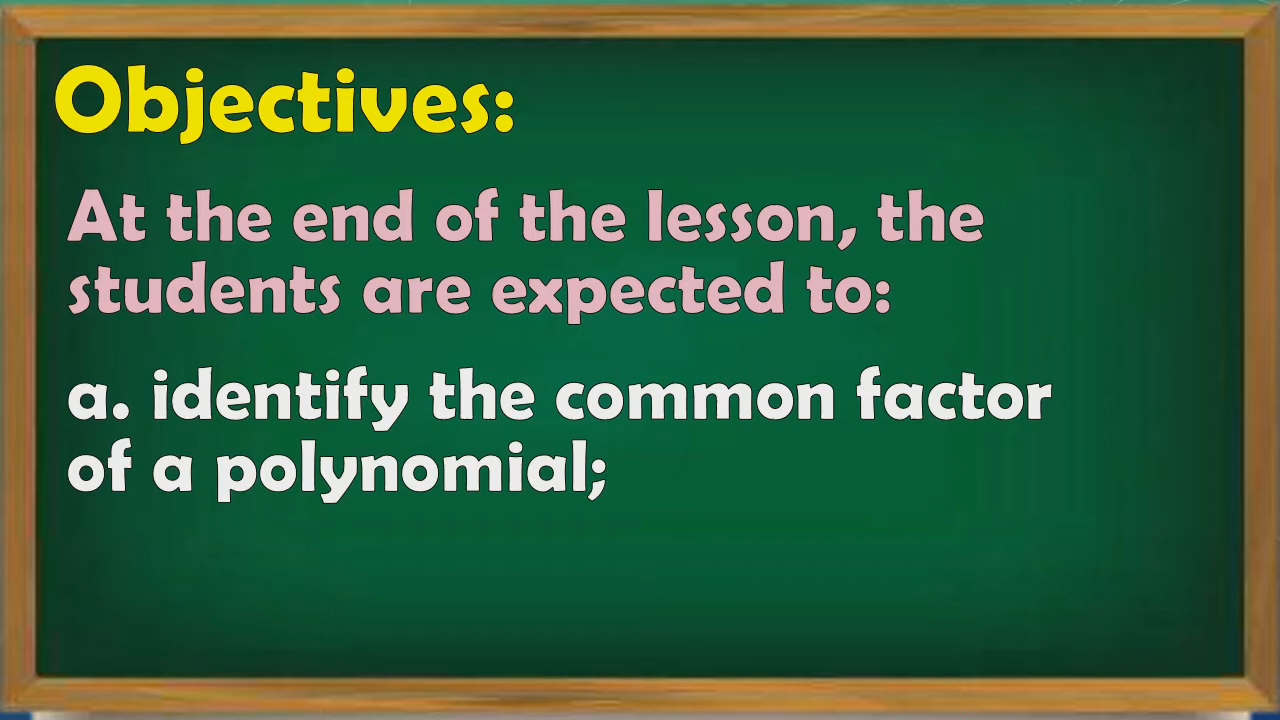 Objectives:
At the end of the lesson, the
students are expected to:
a. identify the common factor
of a polynomial;